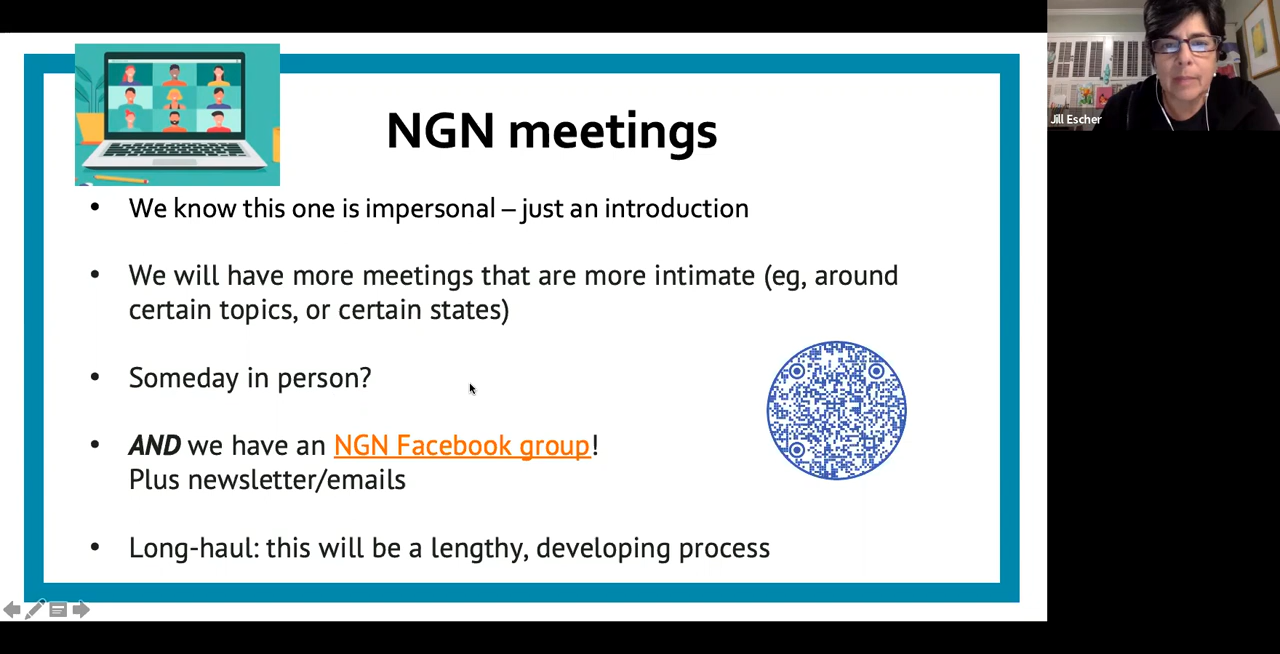 NGN meetings
Jill Escher
• We know this one is impersonal – just an introduction
• We will have more meetings that are more intimate (eg, around
certain topics, or certain states)
• Someday in person?
• AND we have an NGN Facebook group!
Plus newsletter/emails
• Long-haul: this will be a lengthy, developing process